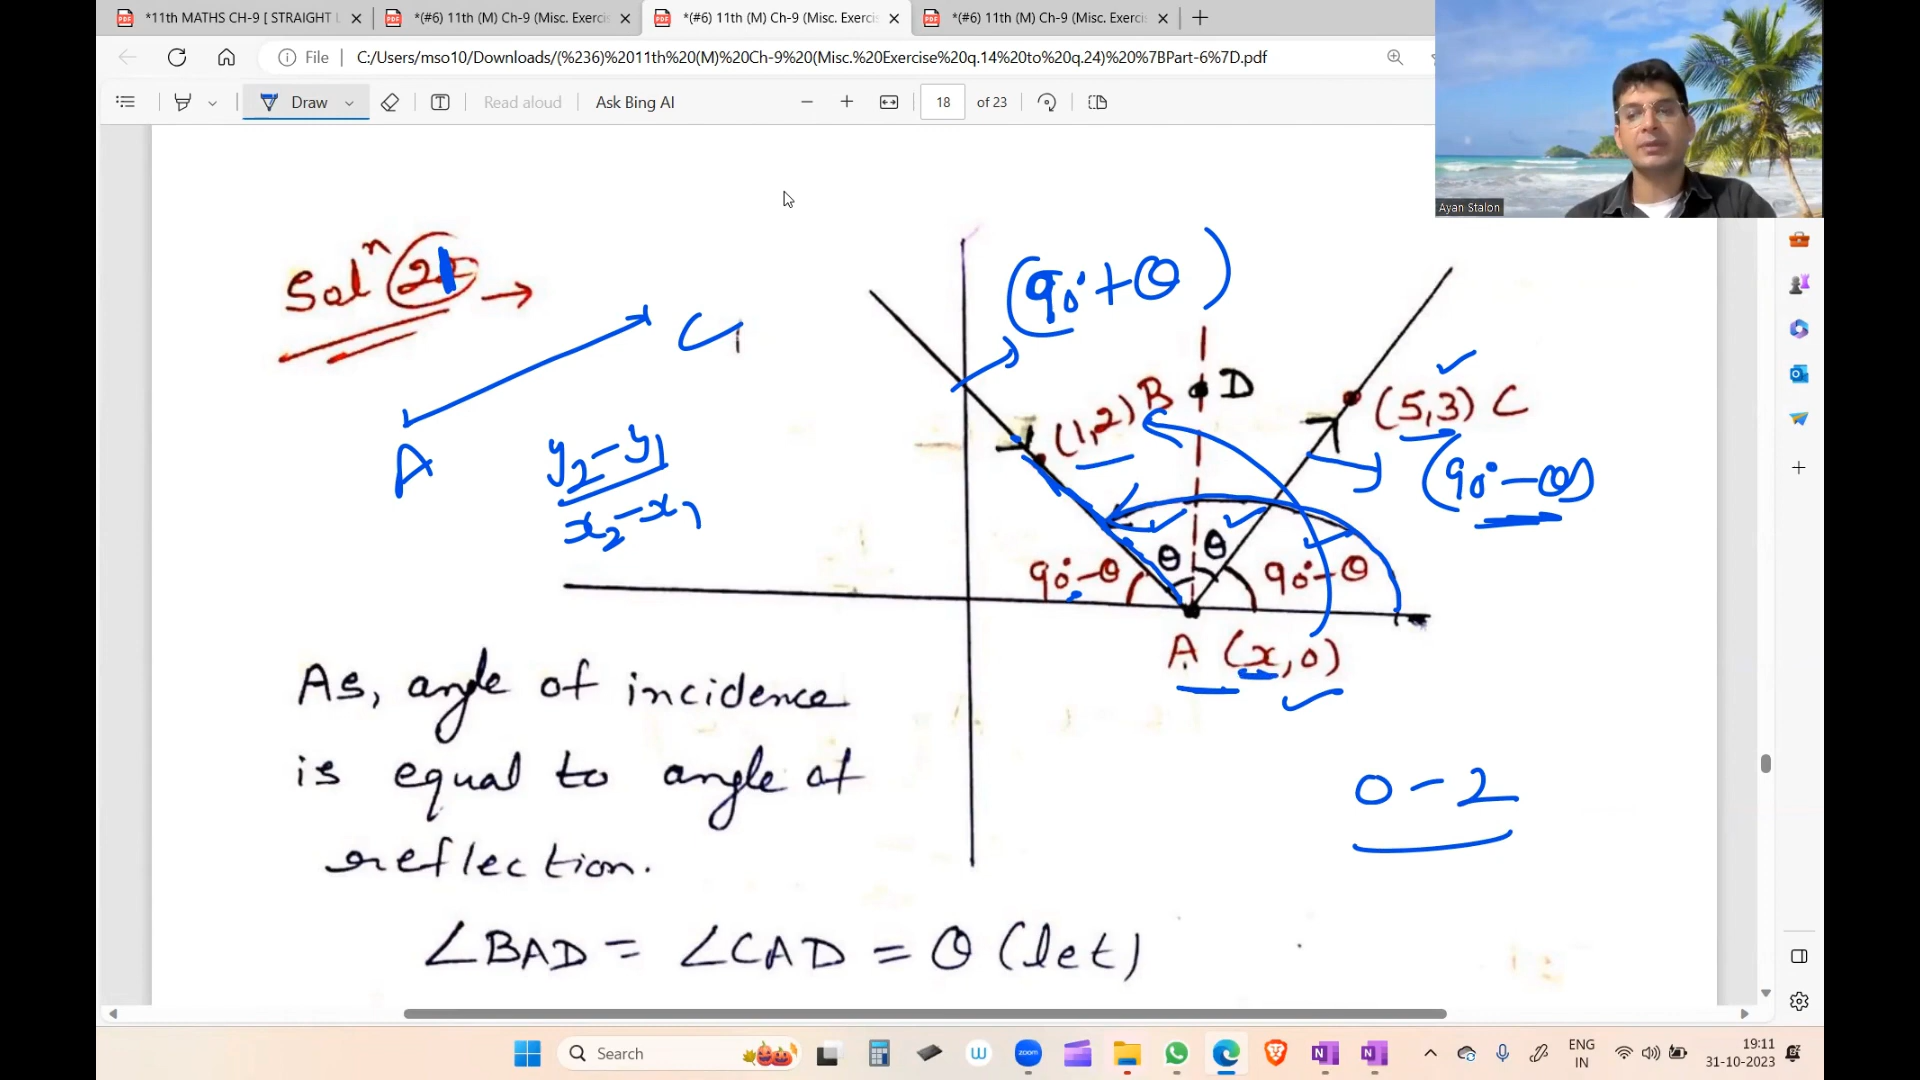 *11th MATHS CH-9 [ STRAIGHT L
*(#6) 11th (M) Ch-9 (Misc. Exerci
*(#6) 11th (M) Ch-9 (Misc. Exerci
*(#6) 11th (M) Ch-9 (Misc. Exerci
File C:/Users/mso10/Downloads/(%236)%2011th%20(M)%20Ch-9%20(Misc.%20Exercise%20q.14%20to%20q.24)%20%7BPart-6%7D.pdf
Draw Read aloud Ask Bing AI 18 of 23
Ayan Stalon
Solⁿ 21 →
(90°+θ)
A C
y₂-y₁
x₂-x₁
(1,2) B
D
(5,3) C
(90°-θ)
90°-θ θ θ 90°-θ
A (x,0)
0-2
As, angle of incidence
is equal to angle of
reflection.
∠BAD = ∠CAD = θ (let)
Search
zoom
ENG
IN
19:11
31-10-2023